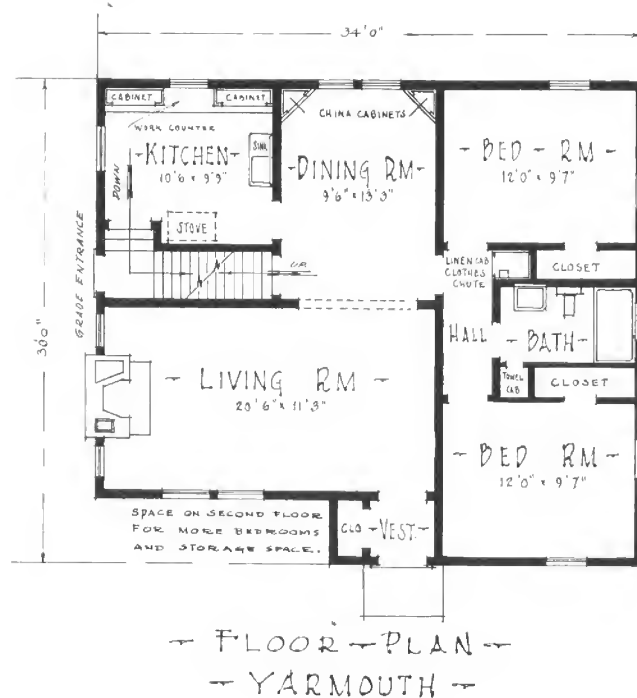 34'0"
CABINET
CABINET
WORK COUNTER
SINK
- KITCHEN -
10'6 x 9'9"
DOWN
STOVE
CHINA CABINETS
- DINING RM -
9'6" x 13'3"
- BED - RM -
12'0" x 9'7"
GRADE ENTRANCE
UP
LINEN CAB
CLOTHES
CHUTE
CLOSET
30'0"
HALL
- BATH -
- LIVING RM -
20'6" x 11'3"
TOWEL
CAB
CLOSET
- BED RM -
12'0" x 9'7"
SPACE ON SECOND FLOOR
FOR MORE BEDROOMS
AND STORAGE SPACE.
CLO
- VEST. -
- FLOOR - PLAN -
- YARMOUTH -